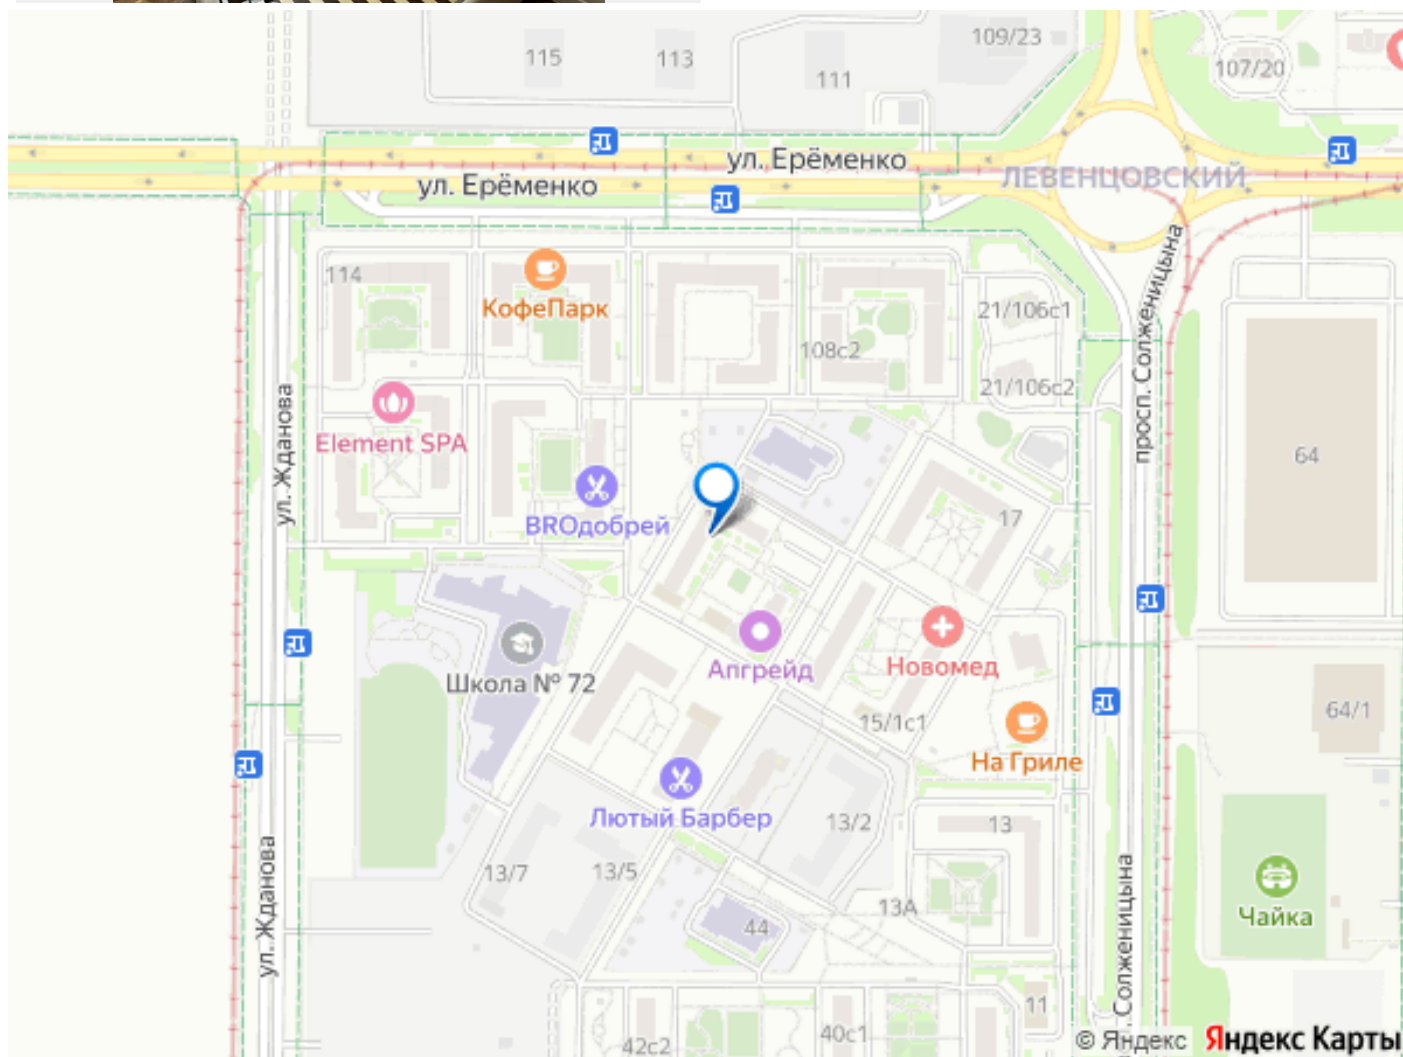 115
113
111
109/23
107/20
ул. Ерёменко
ул. Ерёменко
ЛЕВЕНЦОВСКИЙ
114
КофеПарк
108с2
21/106с1
21/106с2
просп. Солженицына
ул. Жданова
Element SPA
64
BROдобрей
17
Школа № 72
Апгрейд
Новомед
15/1с1
64/1
На Гриле
Лютый Барбер
13/2
13
13/7
13/5
13А
Чайка
ул. Жданова
44
. Солженицына
11
42с2
40с1
© Яндекс
Яндекс Карты